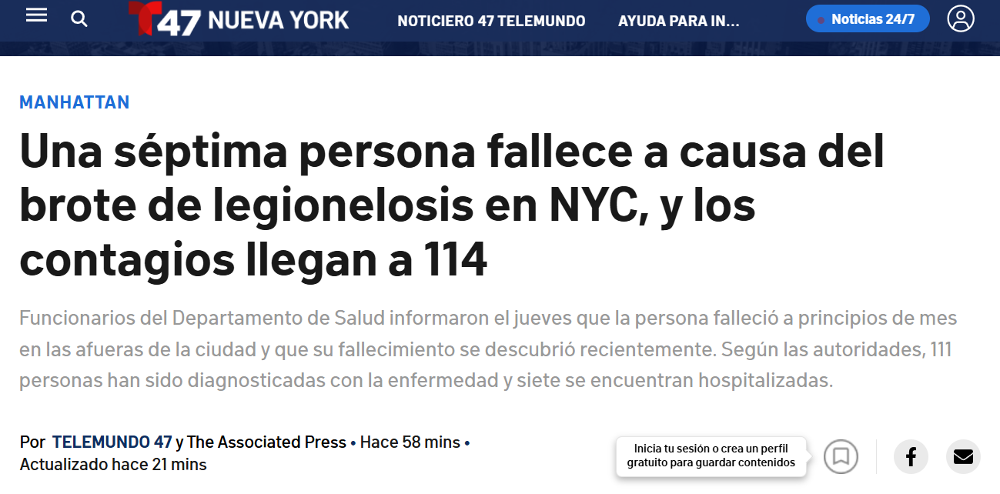 47 NUEVA YORK
NOTICIERO 47 TELEMUNDO
AYUDA PARA IN...
Noticias 24/7
MANHATTAN
Una séptima persona fallece a causa del
brote de legionelosis en NYC, y los
contagios llegan a 114
Funcionarios del Departamento de Salud informaron el jueves que la persona falleció a principios de mes
en las afueras de la ciudad y que su fallecimiento se descubrió recientemente. Según las autoridades, 111
personas han sido diagnosticadas con la enfermedad y siete se encuentran hospitalizadas.
Por TELEMUNDO 47 y The Associated Press • Hace 58 mins •
Actualizado hace 21 mins
Inicia tu sesión o crea un perfil
gratuito para guardar contenidos